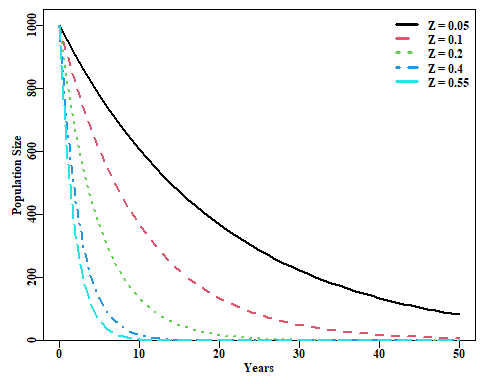 1000
800
600
400
200
0
Population Size
Z = 0.05
Z = 0.1
Z = 0.2
Z = 0.4
Z = 0.55
0 10 20 30 40 50
Years